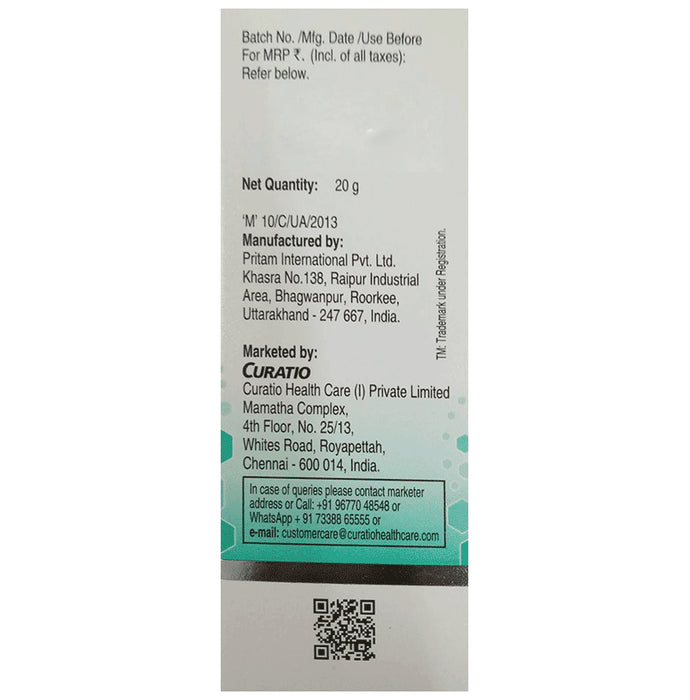 Batch No. /Mfg. Date /Use Before
For MRP ₹. (Incl. of all taxes):
Refer below.
Net Quantity: 20 g
'M' 10/C/UA/2013
Manufactured by:
Pritam International Pvt. Ltd.
Khasra No.138, Raipur Industrial
Area, Bhagwanpur, Roorkee,
Uttarakhand - 247 667, India.
TM: Trademark under Registration.
Marketed by:
CURATIO
Curatio Health Care (I) Private Limited
Mamatha Complex,
4th Floor, No. 25/13,
Whites Road, Royapettah,
Chennai - 600 014, India.
In case of queries please contact marketer
address or Call: +91 96770 48548 or
WhatsApp + 91 73388 65555 or
e-mail: customercare@curatiohealthcare.com